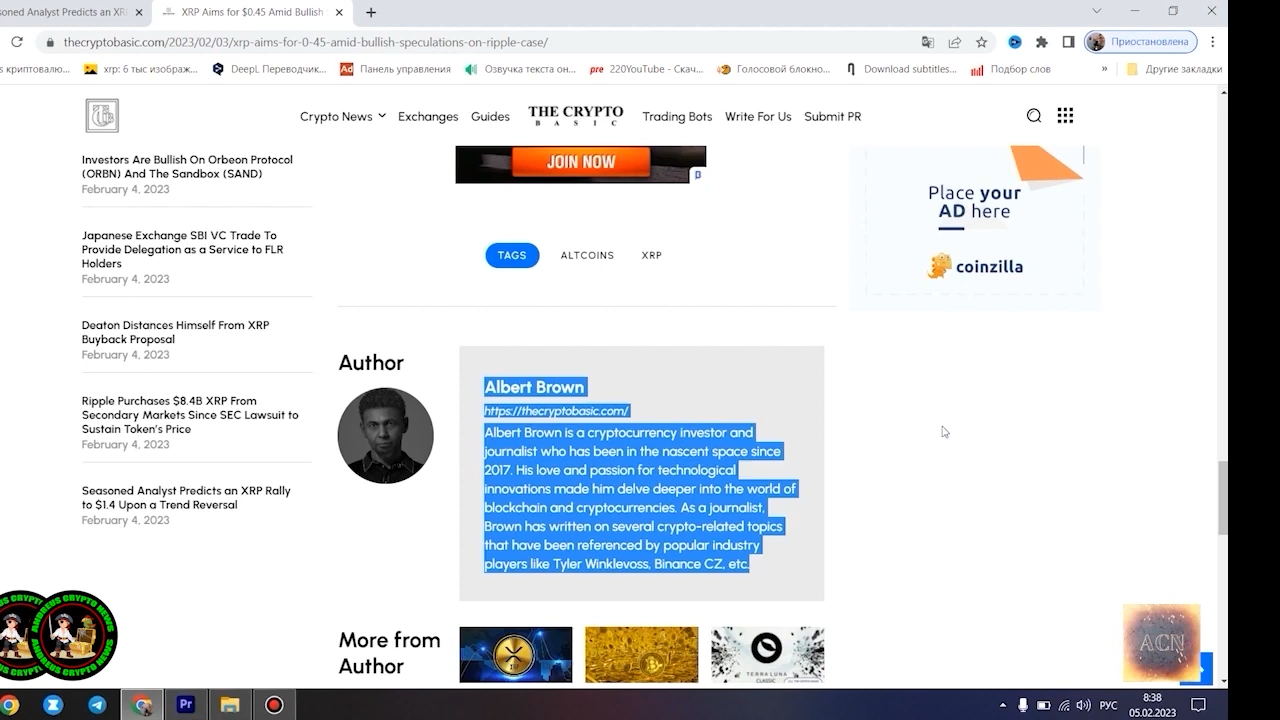 soned Analyst Predicts an XR
XRP Aims for $0.45 Amid Bullish
thecryptobasic.com/2023/02/03/xrp-aims-for-0-45-amid-bullish-speculations-on-ripple-case/
Приостановлена
s криптовалю...
xrp: 6 тыс изображ...
DeepL Переводчик...
Ad Панель управления
Озвучка текста он...
pre 220YouTube - Скач...
Голосовой блокно...
Download subtitles...
Подбор слов
»
Другие закладки
Crypto News
Exchanges
Guides
THE CRYPTO
BASIC
Trading Bots
Write For Us
Submit PR
Investors Are Bullish On Orbeon Protocol
(ORBN) And The Sandbox (SAND)
February 4, 2023
Japanese Exchange SBI VC Trade To
Provide Delegation as a Service to FLR
Holders
February 4, 2023
Deaton Distances Himself From XRP
Buyback Proposal
February 4, 2023
Ripple Purchases $8.4B XRP From
Secondary Markets Since SEC Lawsuit to
Sustain Token's Price
February 4, 2023
Seasoned Analyst Predicts an XRP Rally
to $1.4 Upon a Trend Reversal
February 4, 2023
JOIN NOW
TAGS
ALTCOINS
XRP
Place your
AD here
coinzilla
Author
Albert Brown
https://thecryptobasic.com/
Albert Brown is a cryptocurrency investor and
journalist who has been in the nascent space since
2017. His love and passion for technological
innovations made him delve deeper into the world of
blockchain and cryptocurrencies. As a journalist,
Brown has written on several crypto-related topics
that have been referenced by popular industry
players like Tyler Winklevoss, Binance CZ, etc.
More from
Author
TERRA LUNA
CLASSIC
ANDREUS CRYPTO NEWS
ACN
Pr
РУС
8:38
05.02.2023